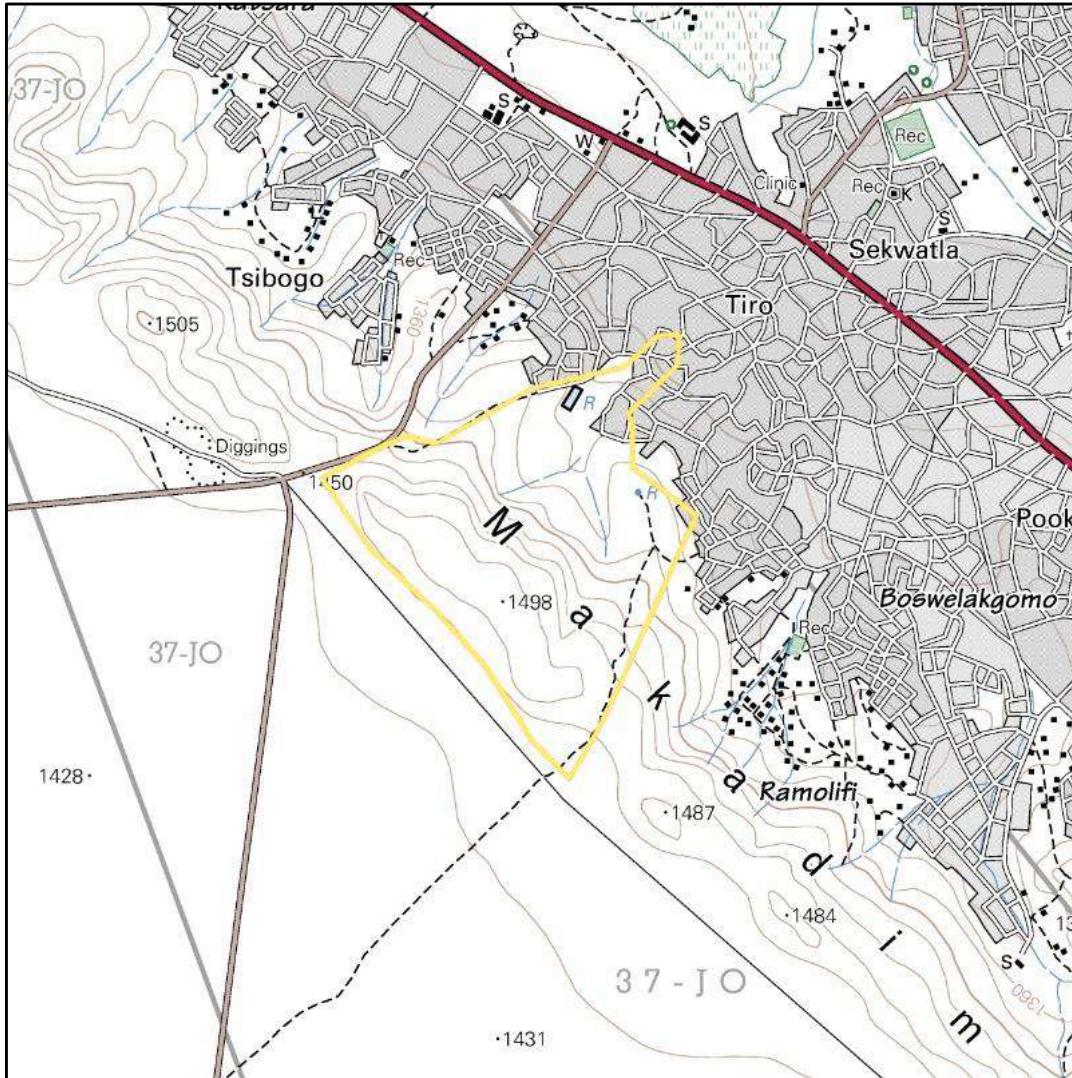 37-JO
S
S
W
Rec
Clinic
Rec
K
S
Sekwatla
Rec
Tsibogo
Tiro
1360
1505
R
Diggings
1450
R
M
Pook
1498
a
Boswelakgomo
37-JO
Rec
k
1428
a
Ramolifi
1487
d
1484
i
S
37-JO
1360
m
1431